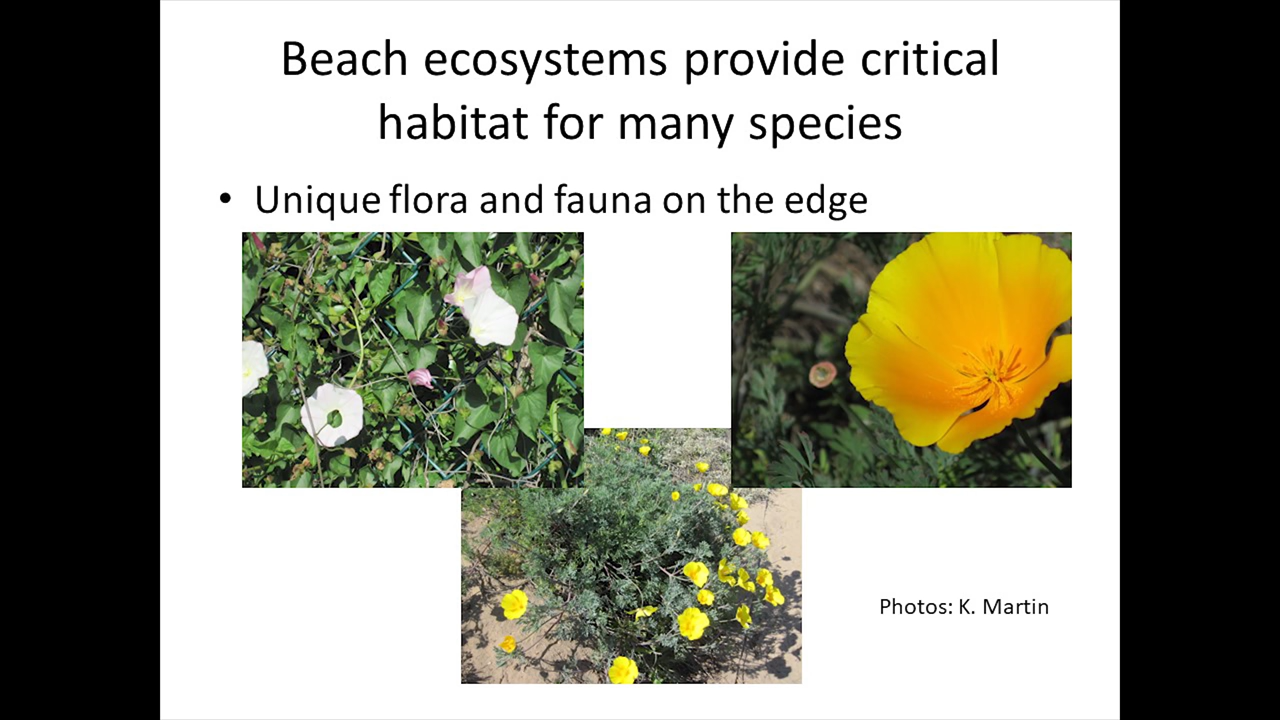 Beach ecosystems provide critical
habitat for many species
• Unique flora and fauna on the edge
Photos: K. Martin